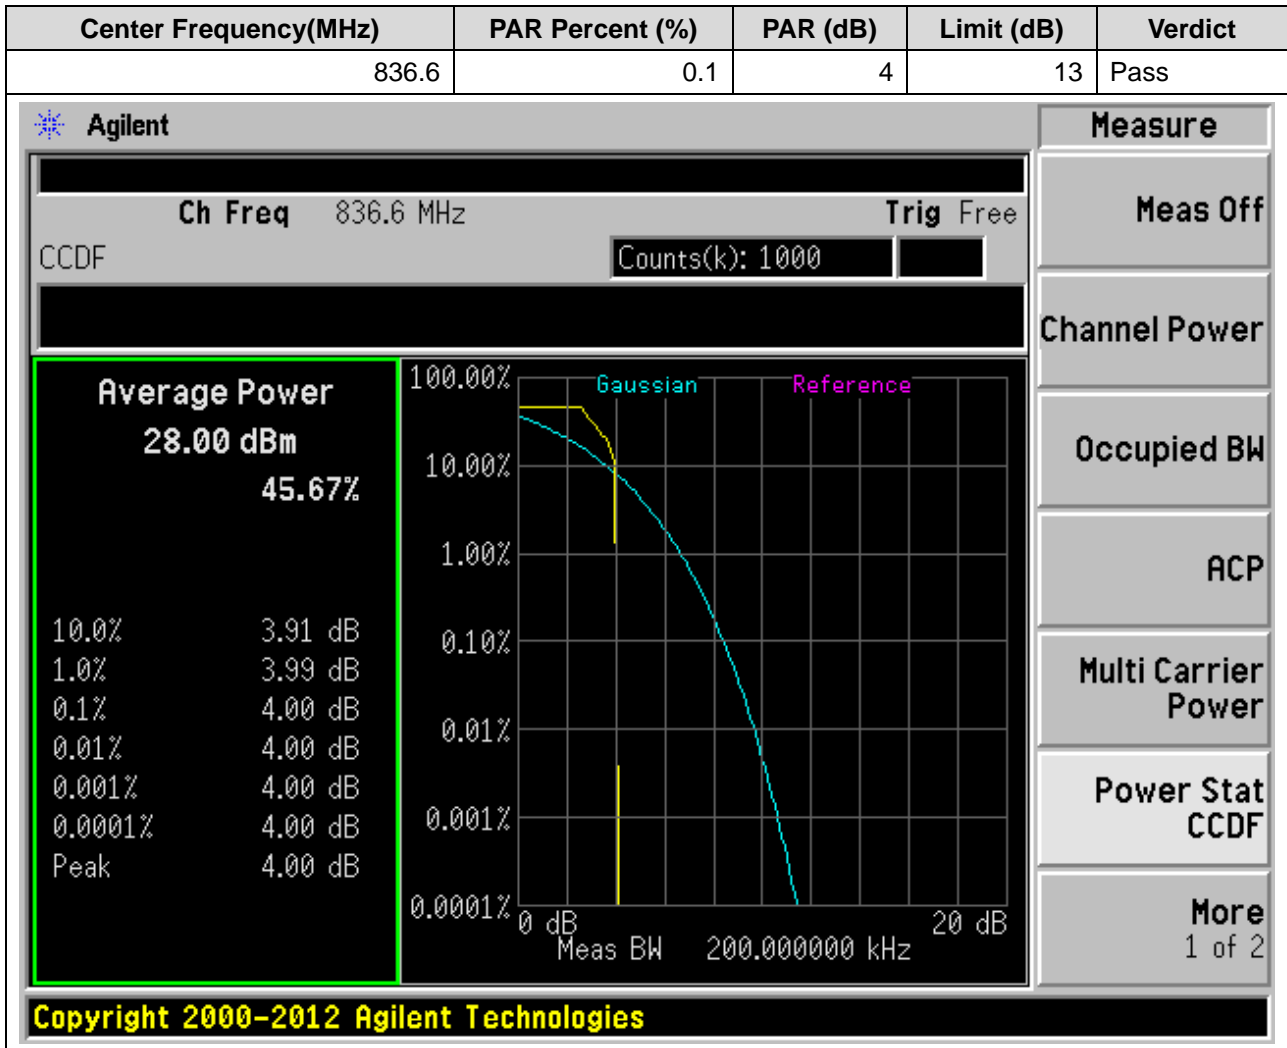 Center Frequency(MHz) PAR Percent (%) PAR (dB) Limit (dB) Verdict
836.6 0.1 4 13 Pass
Agilent
Measure
Ch Freq 836.6 MHz Trig Free
CCDF Counts(k): 1000
Meas Off
Channel Power
Occupied BW
ACP
Multi Carrier
Power
Power Stat
CCDF
More
1 of 2
Average Power
28.00 dBm
45.67%
10.0% 3.91 dB
1.0% 3.99 dB
0.1% 4.00 dB
0.01% 4.00 dB
0.001% 4.00 dB
0.0001% 4.00 dB
Peak 4.00 dB
Gaussian Reference
100.00%
10.00%
1.00%
0.10%
0.01%
0.001%
0.0001%
0 dB 20 dB
Meas BW 200.000000 kHz
Copyright 2000-2012 Agilent Technologies